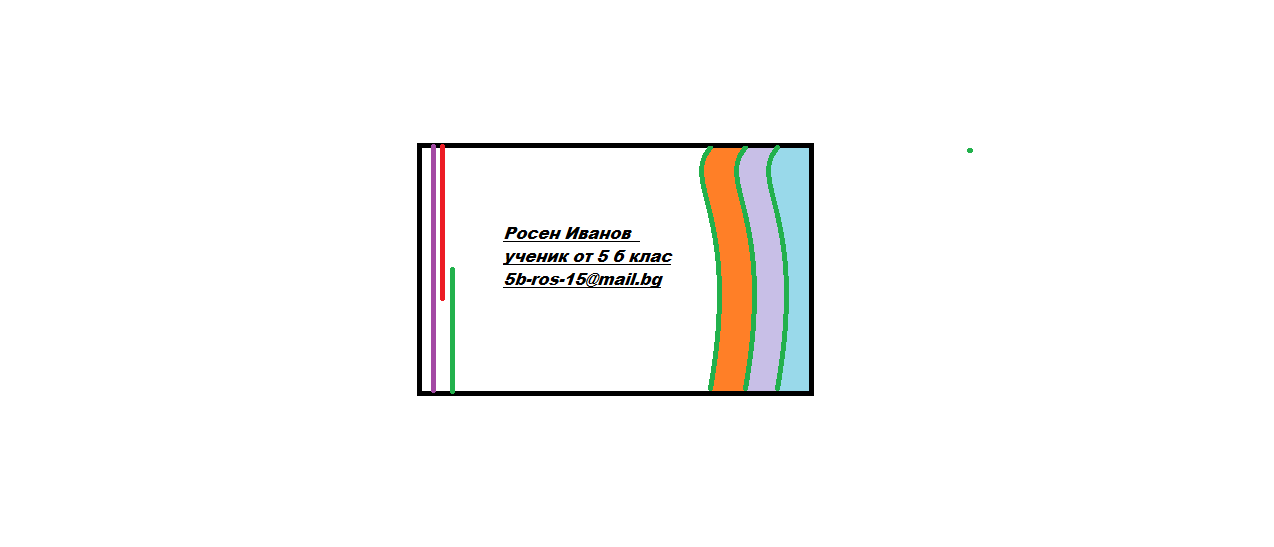 Росен Иванов
ученик от 5 б клас
5b-ros-15@mail.bg